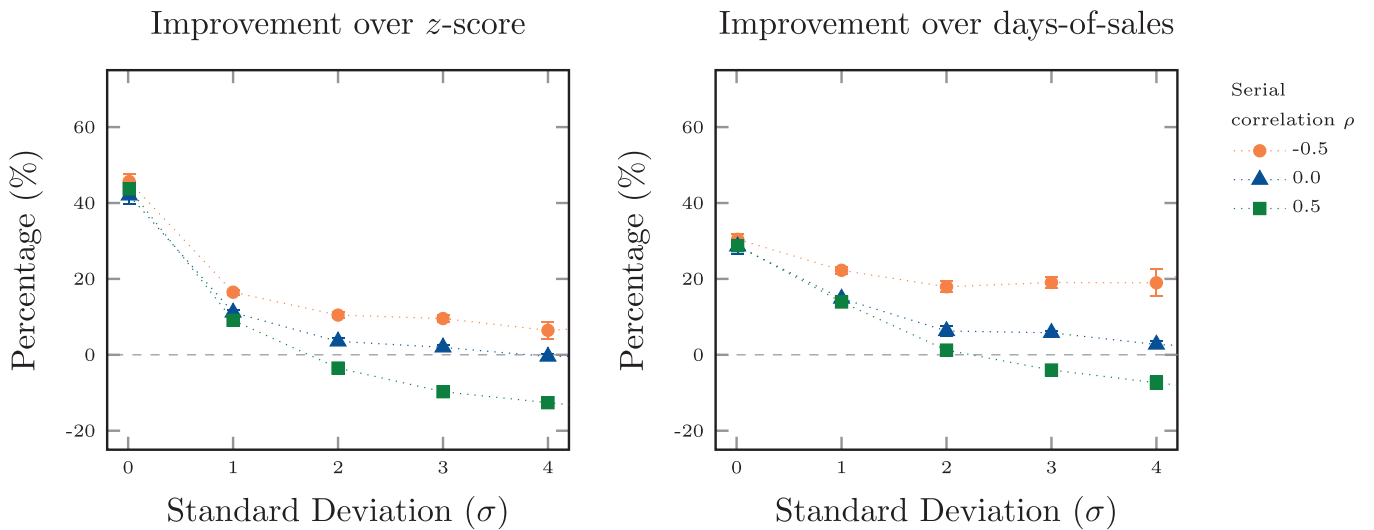 Improvement over z-score
Percentage (%)
60
40
20
0
-20
0 1 2 3 4
Standard Deviation (σ)
Improvement over days-of-sales
Percentage (%)
60
40
20
0
-20
0 1 2 3 4
Standard Deviation (σ)
Serial
correlation ρ
-0.5
0.0
0.5